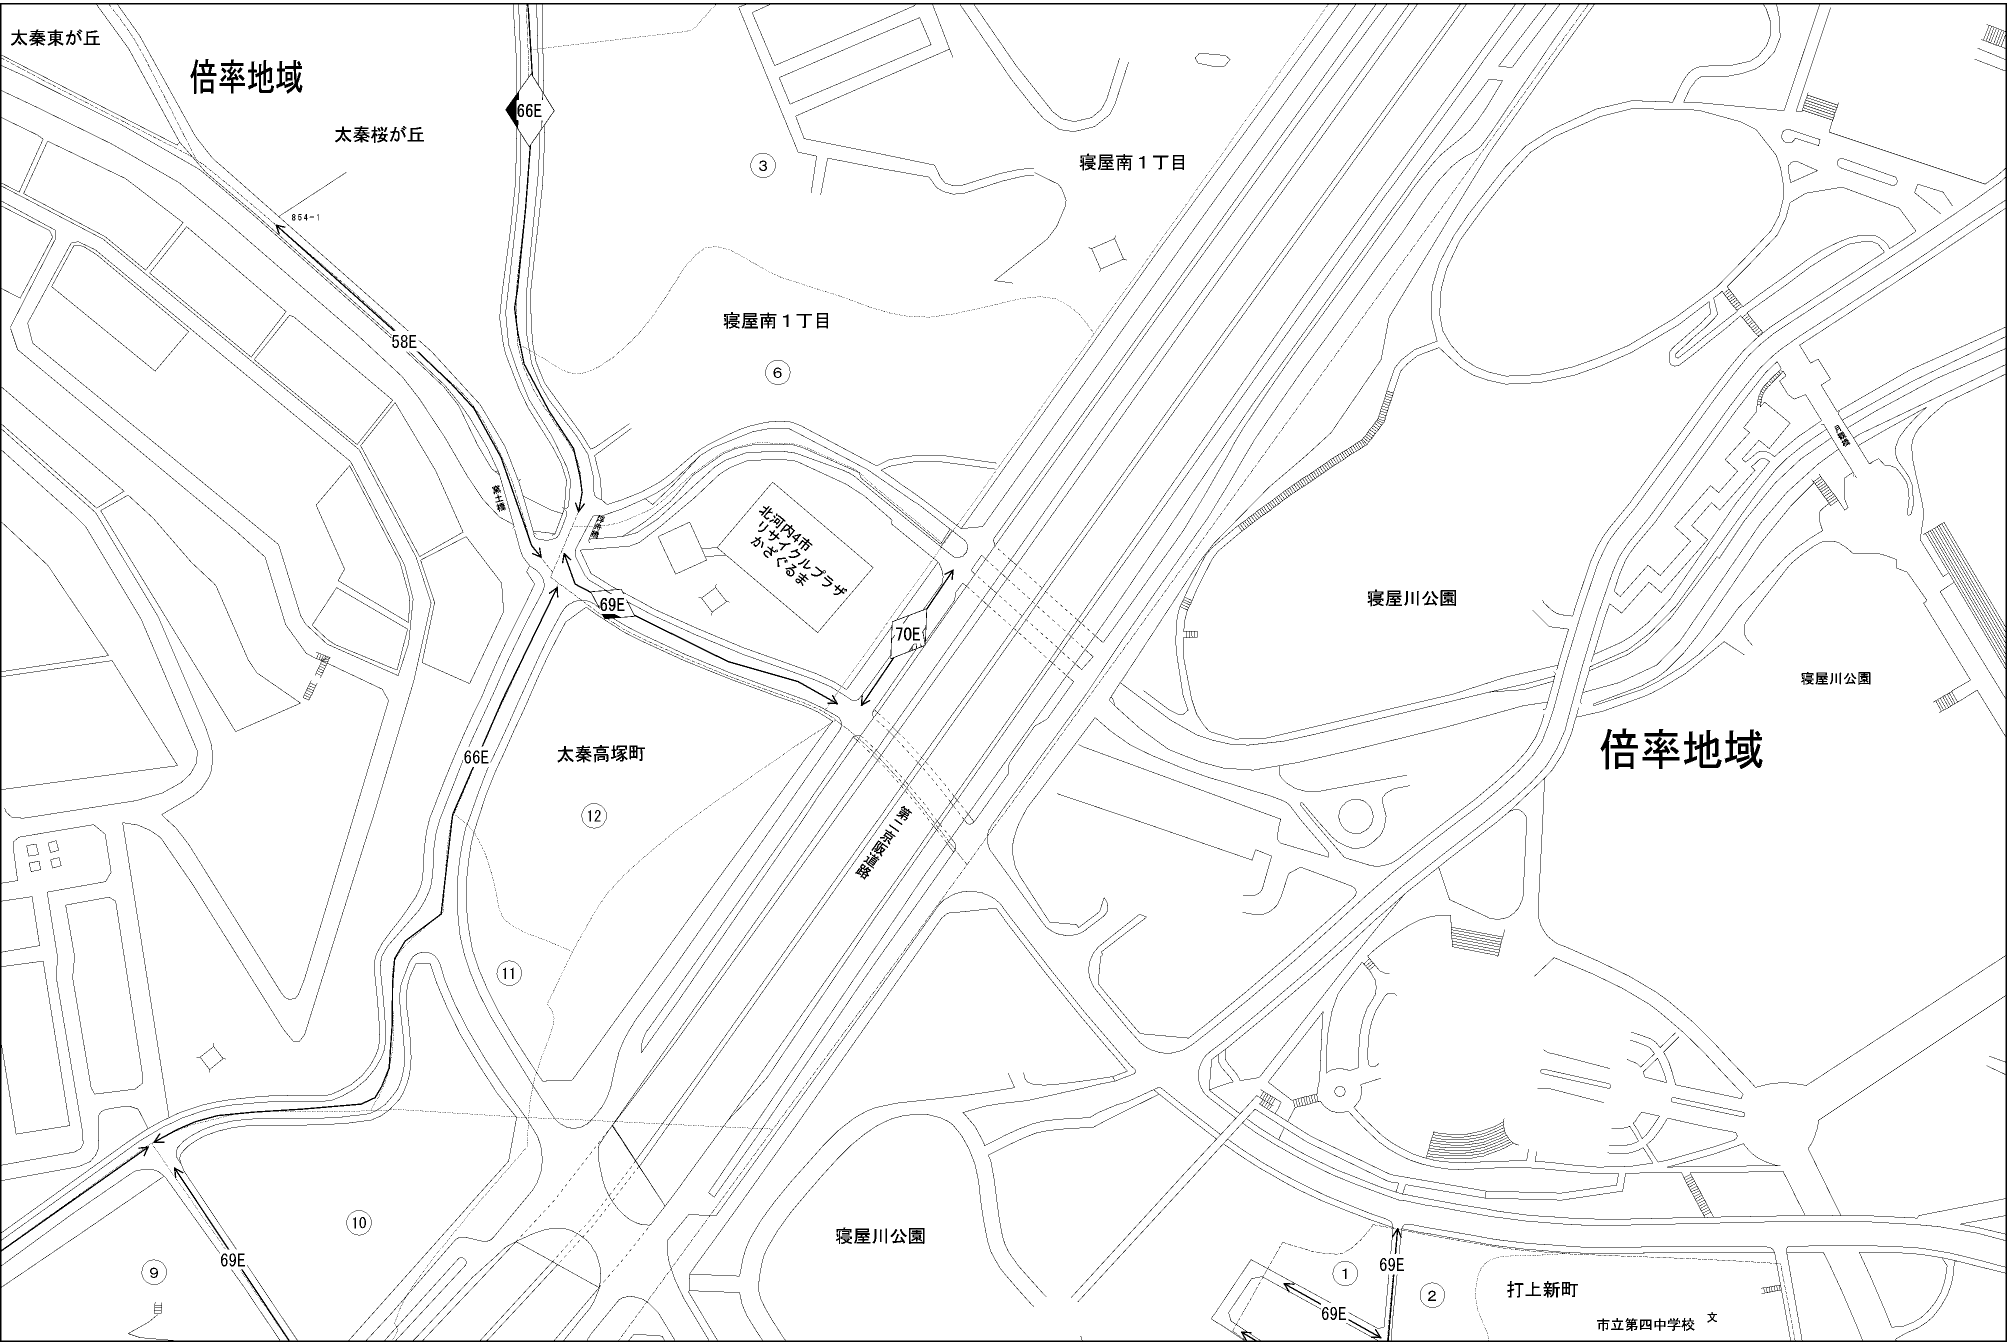 太秦東が丘
倍率地域
太秦桜が丘
66E
3
寝屋南1丁目
854-1
58E
寝屋南1丁目
6
北河内4市
リサイクルプラザ
かざぐるま
69E
70E
寝屋川公園
寝屋川公園
倍率地域
66E
太秦高塚町
12
第二京阪道路
11
10
9
69E
寝屋川公園
1
69E
2
69E
打上新町
市立第四中学校 文